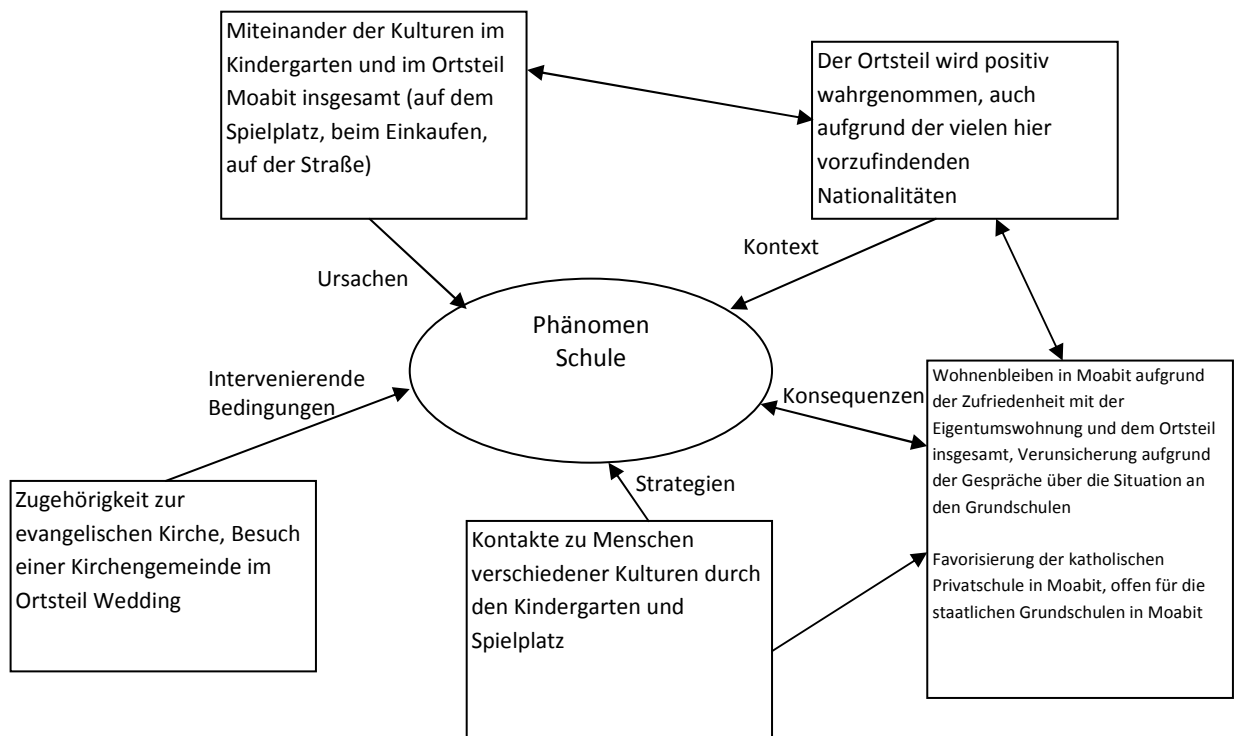 Miteinander der Kulturen im
Kindergarten und im Ortsteil
Moabit insgesamt (auf dem
Spielplatz, beim Einkaufen,
auf der Straße)
Der Ortsteil wird positiv
wahrgenommen, auch
aufgrund der vielen hier
vorzufindenden
Nationalitäten
Ursachen
Kontext
Phänomen
Schule
Intervenierende
Bedingungen
Konsequenzen
Wohnenbleiben in Moabit aufgrund
der Zufriedenheit mit der
Eigentumswohnung und dem Ortsteil
insgesamt, Verunsicherung aufgrund
der Gespräche über die Situation an
den Grundschulen
Favorisierung der katholischen
Privatschule in Moabit, offen für die
staatlichen Grundschulen in Moabit
Strategien
Zugehörigkeit zur
evangelischen Kirche, Besuch
einer Kirchengemeinde im
Ortsteil Wedding
Kontakte zu Menschen
verschiedener Kulturen durch
den Kindergarten und
Spielplatz